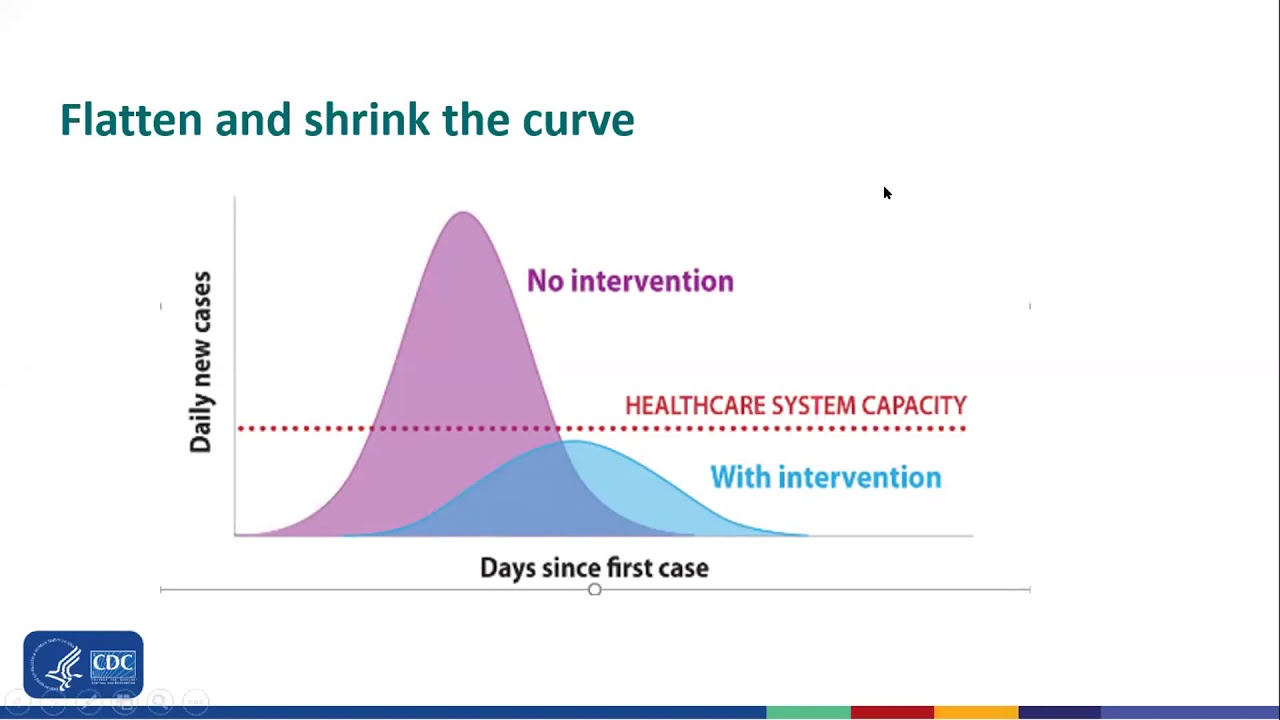 Flatten and shrink the curve
No intervention
Daily new cases
HEALTHCARE SYSTEM CAPACITY
With intervention
Days since first case
CDC